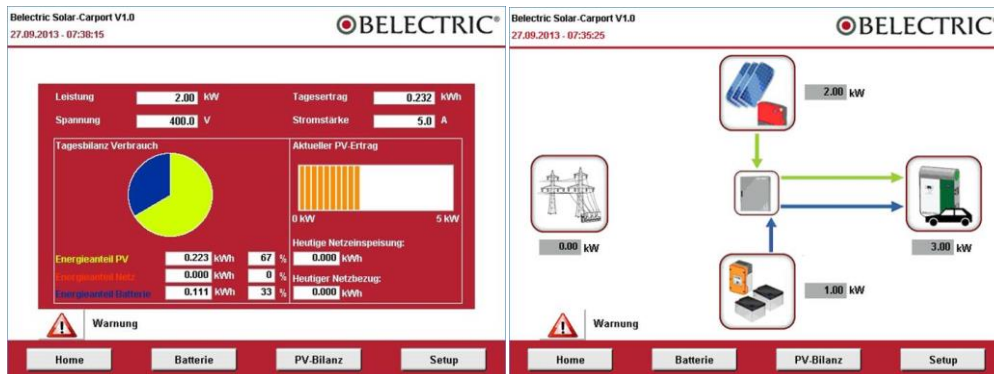 Belectric Solar-Carport V1.0
27.09.2013 - 07:38:15
BELECTRIC®
Leistung 2.00 kW Tagesertrag 0.232 kWh
Spannung 400.0 V Stromstärke 5.0 A
Tagesbilanz Verbrauch
Aktueller PV-Ertrag
0 kW 5 kW
Heutige Netzeinspeisung:
Energieanteil PV 0.223 kWh 67 %
0.000 kWh
Energieanteil Netz 0.000 kWh 0 %
Heutiger Netzbezug:
Energieanteil Batterie 0.111 kWh 33 %
0.000 kWh
Warnung
Home Batterie PV-Bilanz Setup
Belectric Solar-Carport V1.0
27.09.2013 - 07:35:25
BELECTRIC
2.00 kW
0.00 kW
3.00 kW
1.00 kW
Warnung
Home Batterie PV-Bilanz Setup